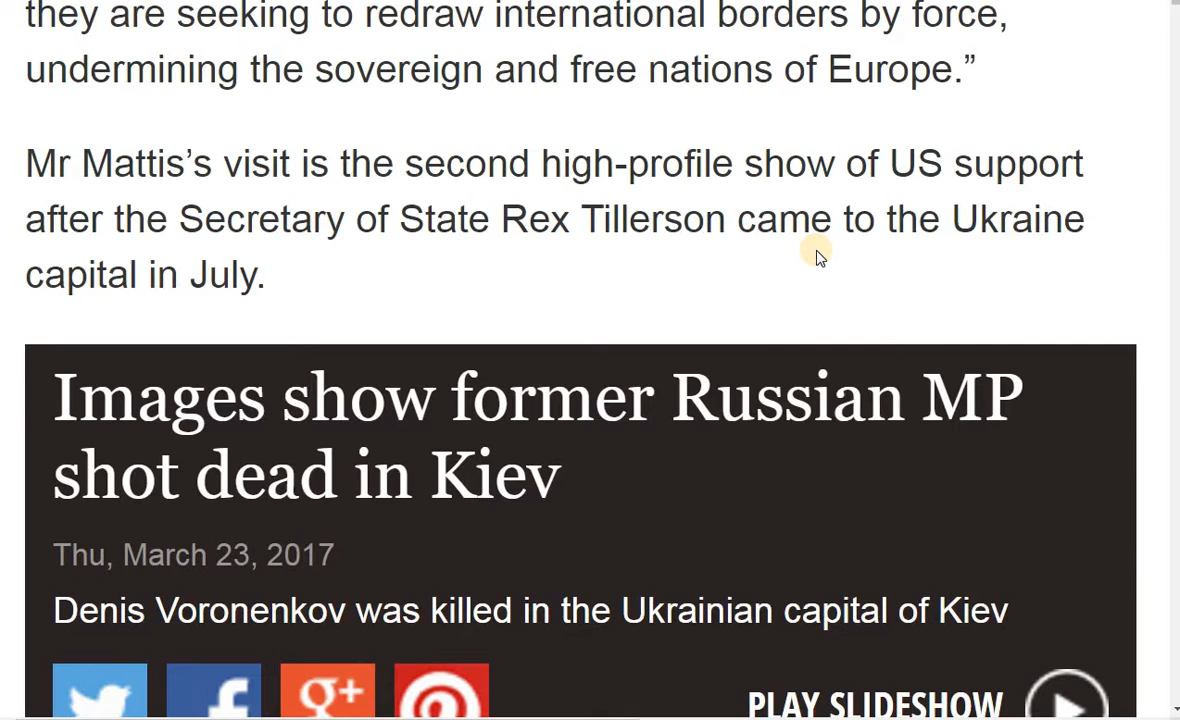 they are seeking to redraw international borders by force,
undermining the sovereign and free nations of Europe.”
Mr Mattis’s visit is the second high-profile show of US support
after the Secretary of State Rex Tillerson came to the Ukraine
capital in July.
Images show former Russian MP
shot dead in Kiev
Thu, March 23, 2017
Denis Voronenkov was killed in the Ukrainian capital of Kiev
g+
PLAY SLIDESHOW